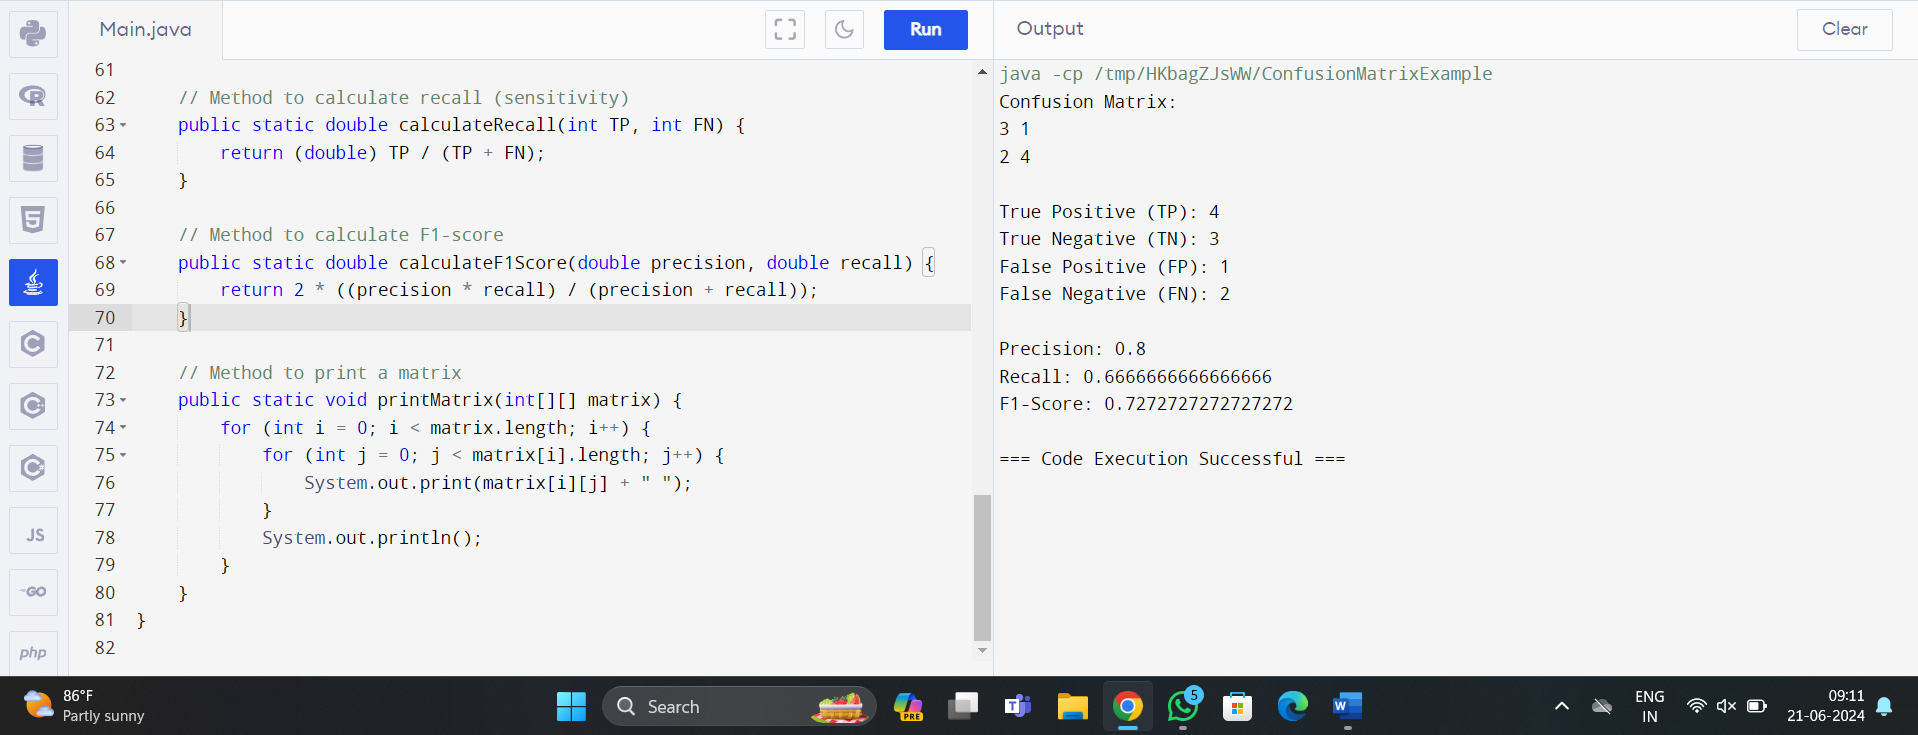 Main.java
Run
Output
Clear
61
62 // Method to calculate recall (sensitivity)
63 public static double calculateRecall(int TP, int FN) {
64 return (double) TP / (TP + FN);
65 }
66
67 // Method to calculate F1-score
68 public static double calculateF1Score(double precision, double recall) {
69 return 2 * ((precision * recall) / (precision + recall));
70 }
71
72 // Method to print a matrix
73 public static void printMatrix(int[][] matrix) {
74 for (int i = 0; i < matrix.length; i++) {
75 for (int j = 0; j < matrix[i].length; j++) {
76 System.out.print(matrix[i][j] + " ");
77 }
78 System.out.println();
79 }
80 }
81 }
82
java -cp /tmp/HKbagZJsWW/ConfusionMatrixExample
Confusion Matrix:
3 1
2 4
True Positive (TP): 4
True Negative (TN): 3
False Positive (FP): 1
False Negative (FN): 2
Precision: 0.8
Recall: 0.6666666666666666
F1-Score: 0.7272727272727272
=== Code Execution Successful ===
R
5
C
C
C
JS
GO
php
86°F
Partly sunny
Search
PRE
T
5
W
ENG
IN
09:11
21-06-2024